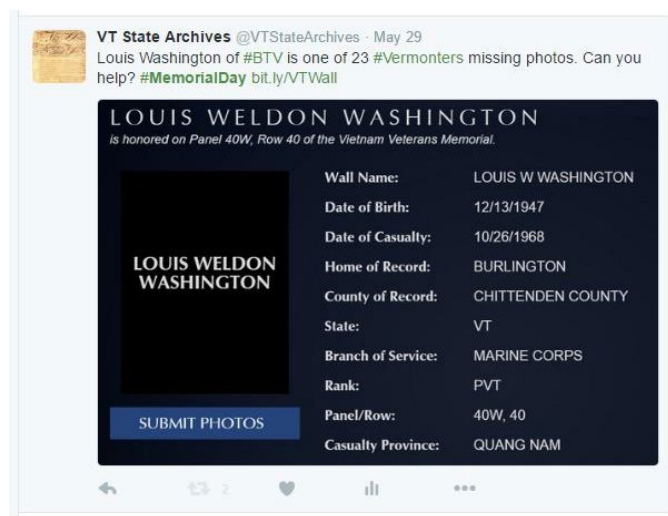 VT State Archives @VTStateArchives · May 29
Louis Washington of #BTV is one of 23 #Vermonters missing photos. Can you
help? #MemorialDay bit.ly/VTWall
LOUIS WELDON WASHINGTON
is honored on Panel 40W, Row 40 of the Vietnam Veterans Memorial.
LOUIS WELDON
WASHINGTON
SUBMIT PHOTOS
Wall Name: LOUIS W WASHINGTON
Date of Birth: 12/13/1947
Date of Casualty: 10/26/1968
Home of Record: BURLINGTON
County of Record: CHITTENDEN COUNTY
State: VT
Branch of Service: MARINE CORPS
Rank: PVT
Panel/Row: 40W, 40
Casualty Province: QUANG NAM
2